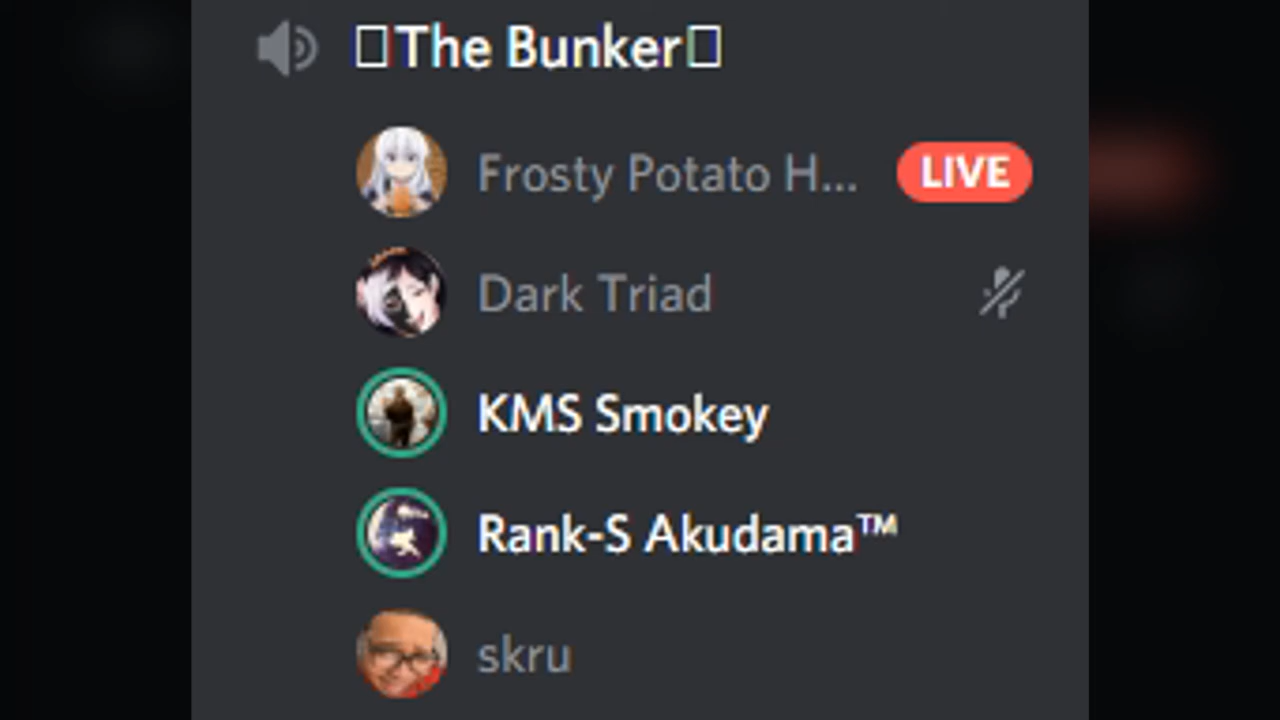 ▯The Bunker▯
Frosty Potato H...
LIVE
Dark Triad
KMS Smokey
Rank-S Akudama™
skru